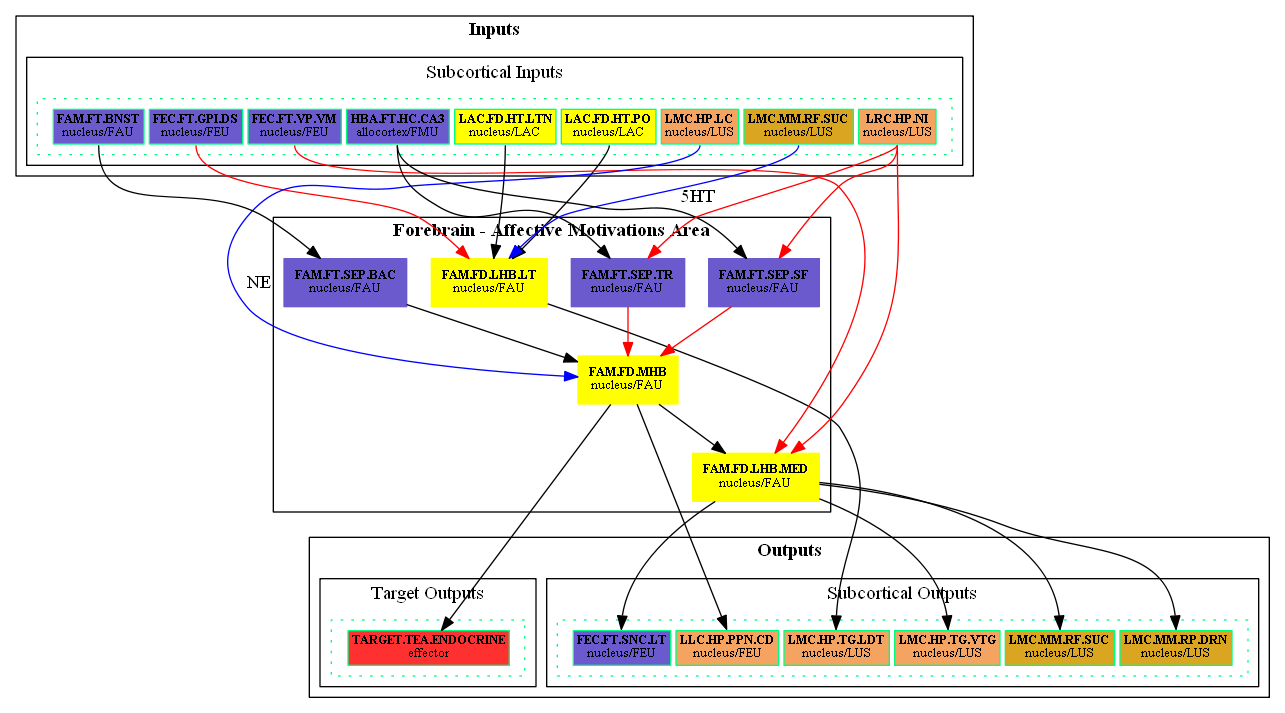 Inputs
Subcortical Inputs
FAM.FT.BNST
nucleus/FAU
FEC.FT.GPI.DS
nucleus/FEU
FEC.FT.VP.VM
nucleus/FEU
HBA.FT.HC.CA3
allocortex/FMU
LAC.FD.HT.LTN
nucleus/LAC
LAC.FD.HT.PO
nucleus/LAC
LMC.HP.LC
nucleus/LUS
LMC.MM.RF.SUC
nucleus/LUS
LRC.HP.NI
nucleus/LUS
5HT
NE
Forebrain - Affective Motivations Area
FAM.FT.SEP.BAC
nucleus/FAU
FAM.FD.LHB.LT
nucleus/FAU
FAM.FT.SEP.TR
nucleus/FAU
FAM.FT.SEP.SF
nucleus/FAU
FAM.FD.MHB
nucleus/FAU
FAM.FD.LHB.MED
nucleus/FAU
Outputs
Target Outputs
TARGET.TEA.ENDOCRINE
effector
Subcortical Outputs
FEC.FT.SNC.LT
nucleus/FEU
LLC.HP.PPN.CD
nucleus/FEU
LMC.HP.TG.LDT
nucleus/LUS
LMC.HP.TG.VTG
nucleus/LUS
LMC.MM.RF.SUC
nucleus/LUS
LMC.MM.RP.DRN
nucleus/LUS